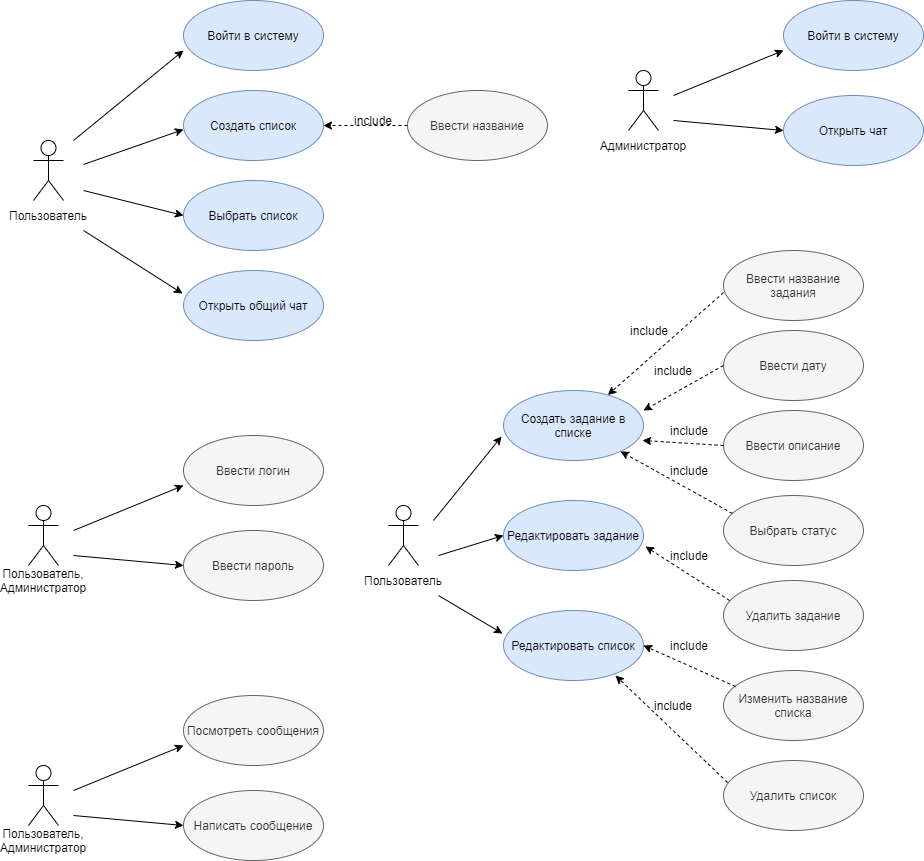 Войти в систему
Создать список
include
Ввести название
Выбрать список
Открыть общий чат
Пользователь
Войти в систему
Открыть чат
Администратор
Ввести логин
Ввести пароль
Пользователь,
Администратор
Посмотреть сообщения
Написать сообщение
Пользователь,
Администратор
Пользователь
Создать задание в
списке
Редактировать задание
Редактировать список
include
Ввести название
задания
include
Ввести дату
include
Ввести описание
include
Выбрать статус
include
Удалить задание
include
Изменить название
списка
include
Удалить список